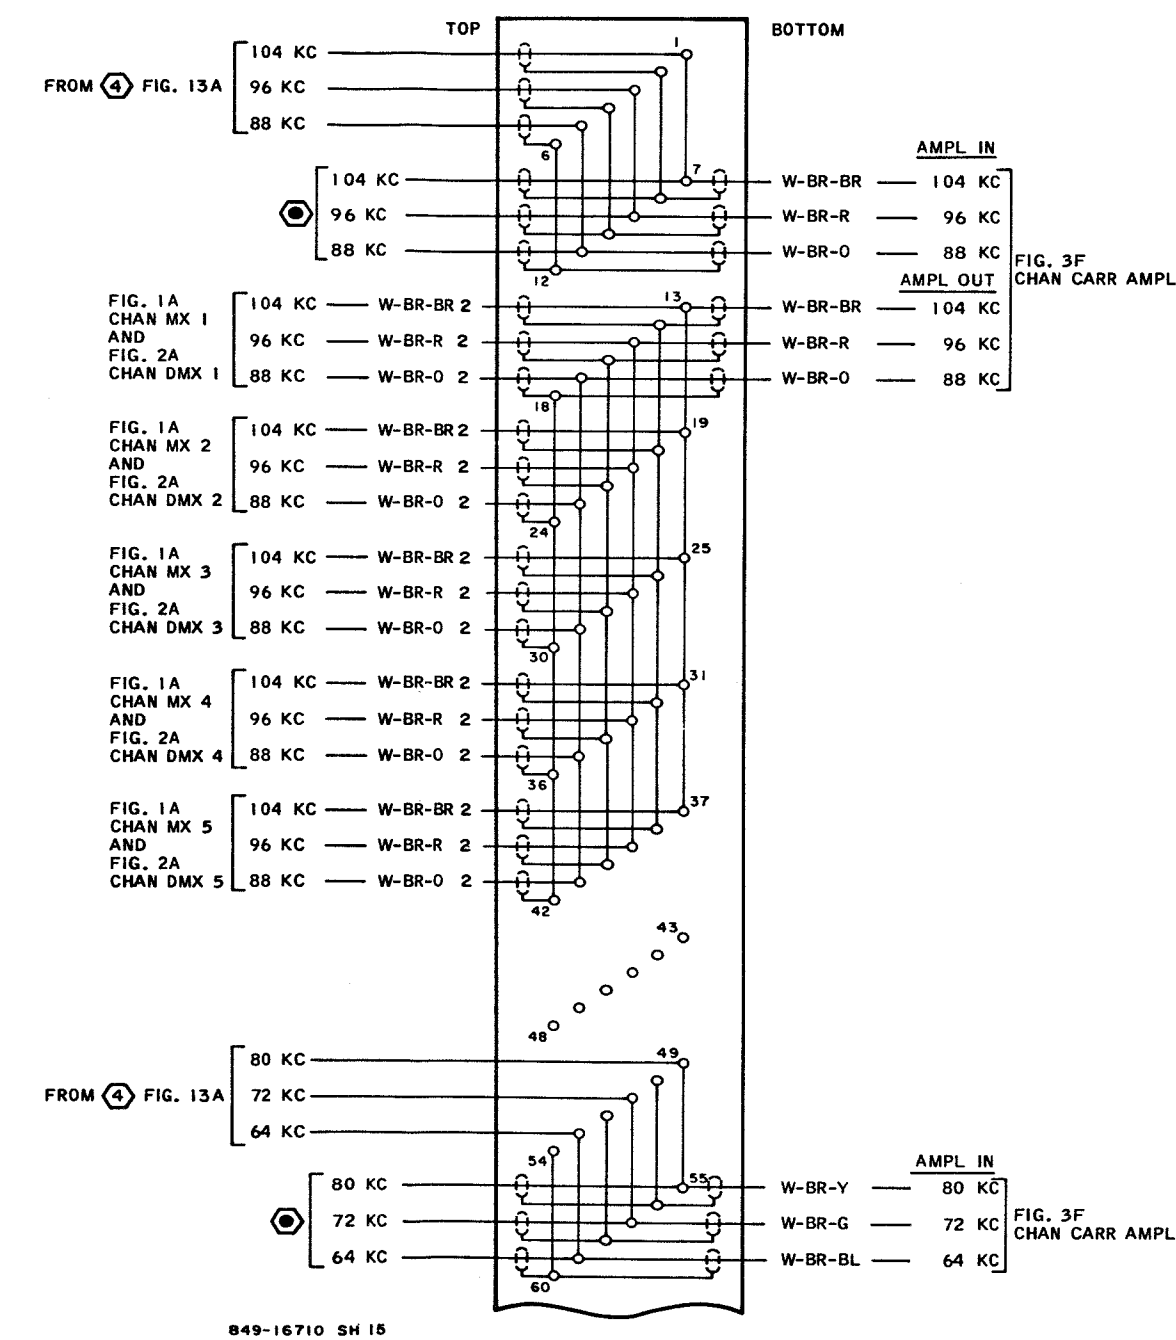 TOP
BOTTOM
FROM 4 FIG. 13A
104 KC
96 KC
88 KC
1
6
104 KC
96 KC
88 KC
7
12
AMPL IN
W-BR-BR 104 KC
W-BR-R 96 KC
W-BR-O 88 KC
FIG. 3F
CHAN CARR AMPL
AMPL OUT
W-BR-BR 104 KC
W-BR-R 96 KC
W-BR-O 88 KC
FIG. 1A
CHAN MX 1
AND
FIG. 2A
CHAN DMX 1
104 KC W-BR-BR 2
96 KC W-BR-R 2
88 KC W-BR-O 2
13
18
FIG. 1A
CHAN MX 2
AND
FIG. 2A
CHAN DMX 2
104 KC W-BR-BR 2
96 KC W-BR-R 2
88 KC W-BR-O 2
19
24
FIG. 1A
CHAN MX 3
AND
FIG. 2A
CHAN DMX 3
104 KC W-BR-BR 2
96 KC W-BR-R 2
88 KC W-BR-O 2
25
30
FIG. 1A
CHAN MX 4
AND
FIG. 2A
CHAN DMX 4
104 KC W-BR-BR 2
96 KC W-BR-R 2
88 KC W-BR-O 2
31
36
FIG. 1A
CHAN MX 5
AND
FIG. 2A
CHAN DMX 5
104 KC W-BR-BR 2
96 KC W-BR-R 2
88 KC W-BR-O 2
37
42
43
48
FROM 4 FIG. 13A
80 KC
72 KC
64 KC
49
54
80 KC
72 KC
64 KC
55
60
AMPL IN
W-BR-Y 80 KC
W-BR-G 72 KC
W-BR-BL 64 KC
FIG. 3F
CHAN CARR AMPL
849-16710 SH 15